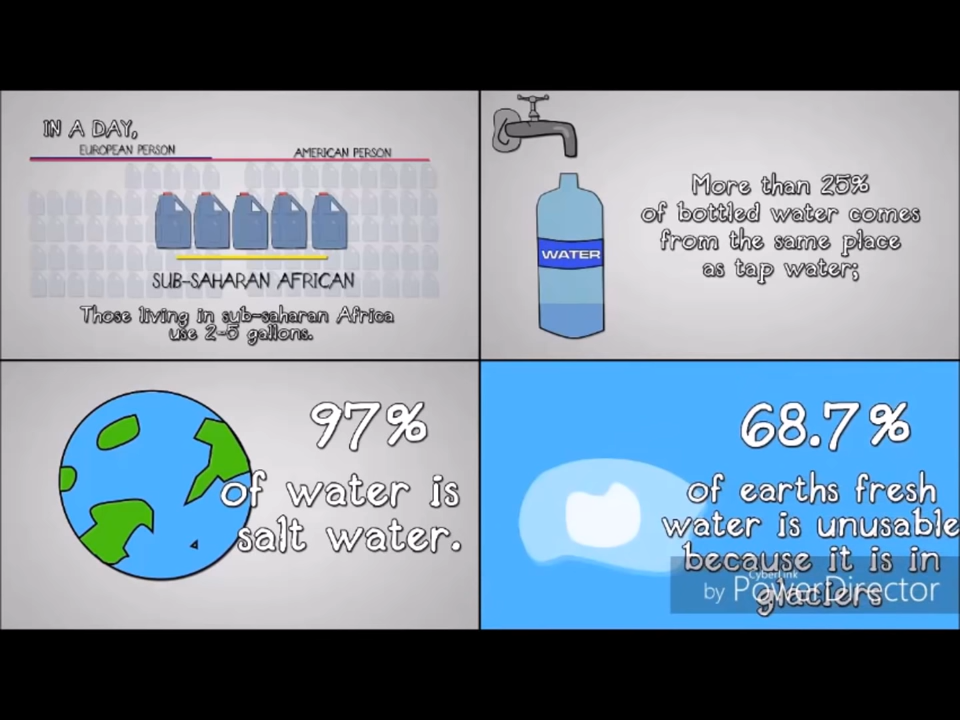 IN A DAY,
EUROPEAN PERSON
AMERICAN PERSON
SUB-SAHARAN AFRICAN
Those living in sub-saharan Africa
use 2-5 gallons.
More than 25%
of bottled water comes
from the same place
as tap water;
WATER
97%
of water is
salt water.
68.7%
of earths fresh
water is unusable
because it is in
glaciers
CyberLink
by PowerDirector